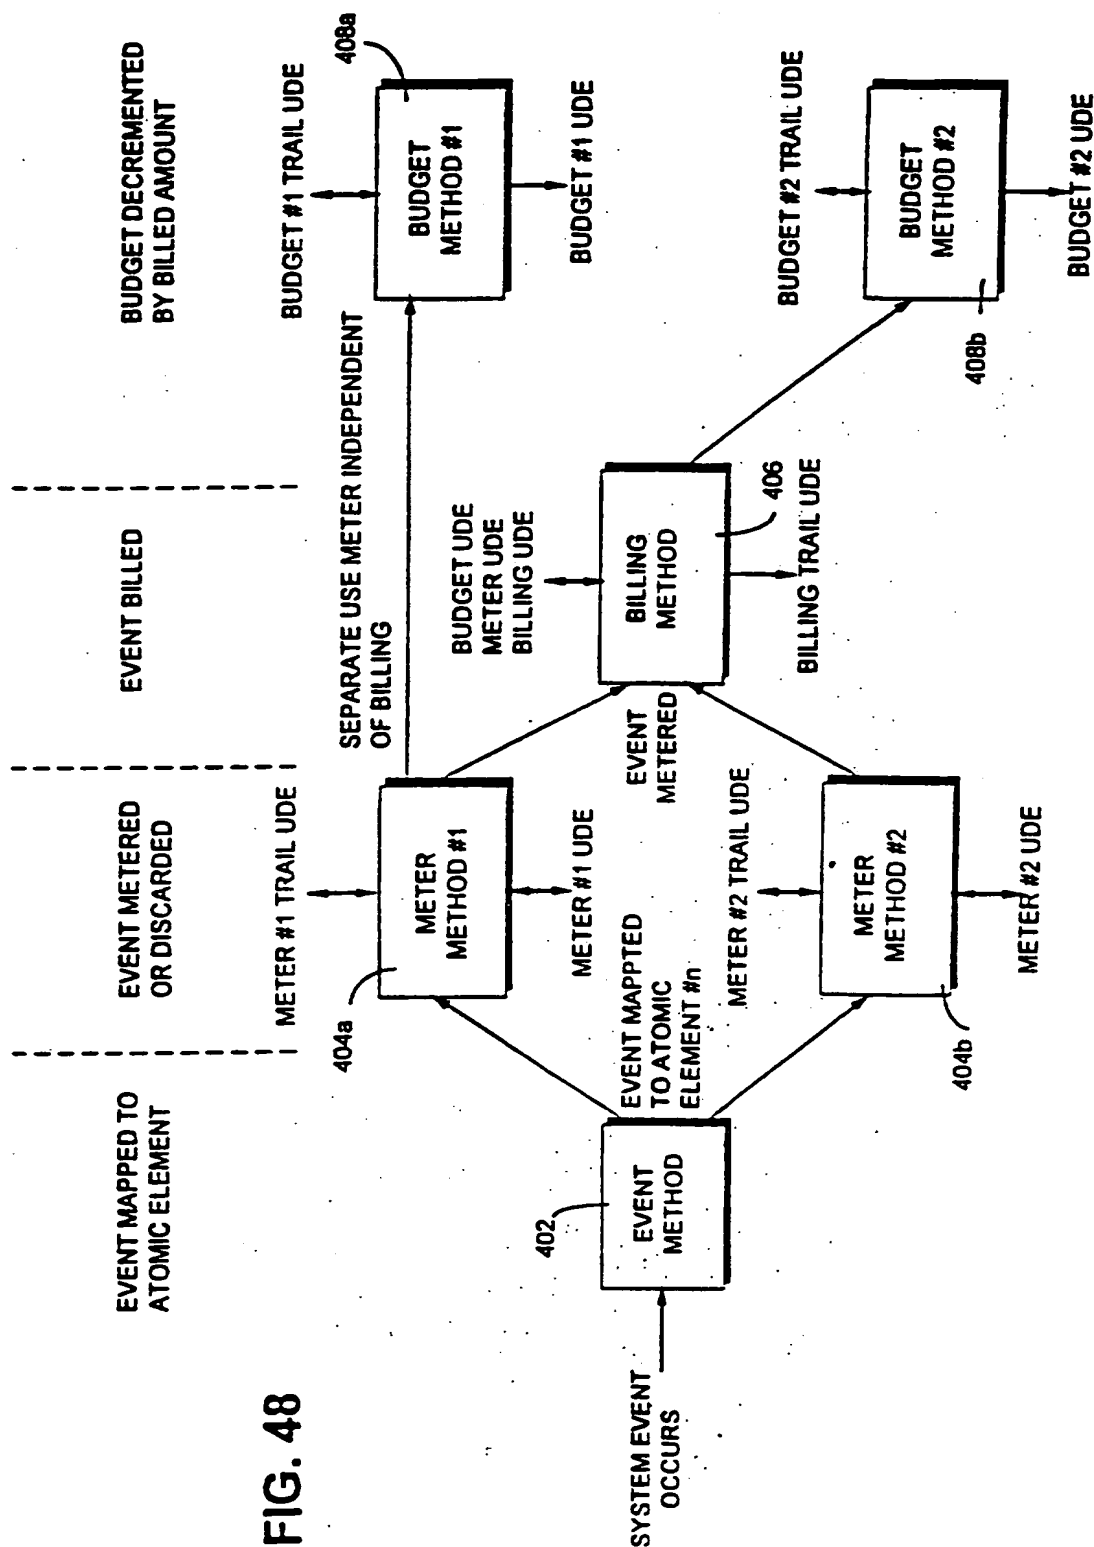 FIG. 48
EVENT MAPPED TO
ATOMIC ELEMENT
EVENT METERED
OR DISCARDED
EVENT BILLED
BUDGET DECREMENTED
BY BILLED AMOUNT
SYSTEM EVENT
OCCURS
402
EVENT
METHOD
EVENT MAPPTED
TO ATOMIC
ELEMENT #n
METER #1 TRAIL UDE
404a
METER
METHOD #1
METER #1 UDE
METER #2 TRAIL UDE
METER
METHOD #2
404b
METER #2 UDE
SEPARATE USE METER INDEPENDENT
OF BILLING
EVENT
METERED
BUDGET UDE
METER UDE
BILLING UDE
BILLING
METHOD
406
BILLING TRAIL UDE
BUDGET #1 TRAIL UDE
408a
BUDGET
METHOD #1
BUDGET #1 UDE
BUDGET #2 TRAIL UDE
BUDGET
METHOD #2
408b
BUDGET #2 UDE